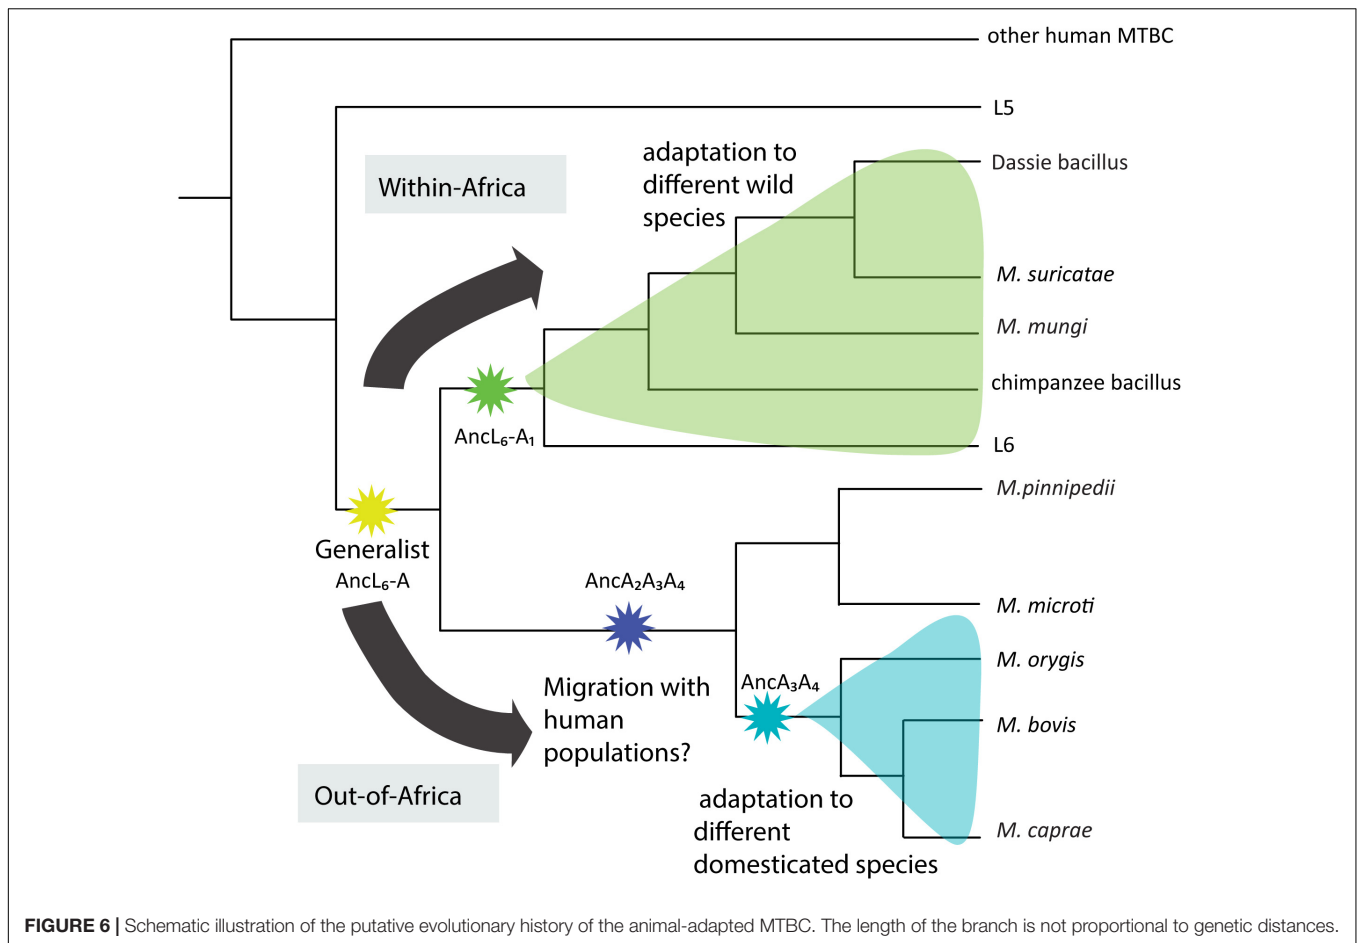 other human MTBC
L5
adaptation to
different wild
species
Dassie bacillus
Within-Africa
M. suricatae
M. mungi
chimpanzee bacillus
AncL₆-A₁
L6
M.pinnipedii
Generalist
AncL₆-A
AncA₂A₃A₄
M. microti
M. orygis
Migration with
human
populations?
AncA₃A₄
M. bovis
Out-of-Africa
adaptation to
different
domesticated species
M. caprae
FIGURE 6 | Schematic illustration of the putative evolutionary history of the animal-adapted MTBC. The length of the branch is not proportional to genetic distances.